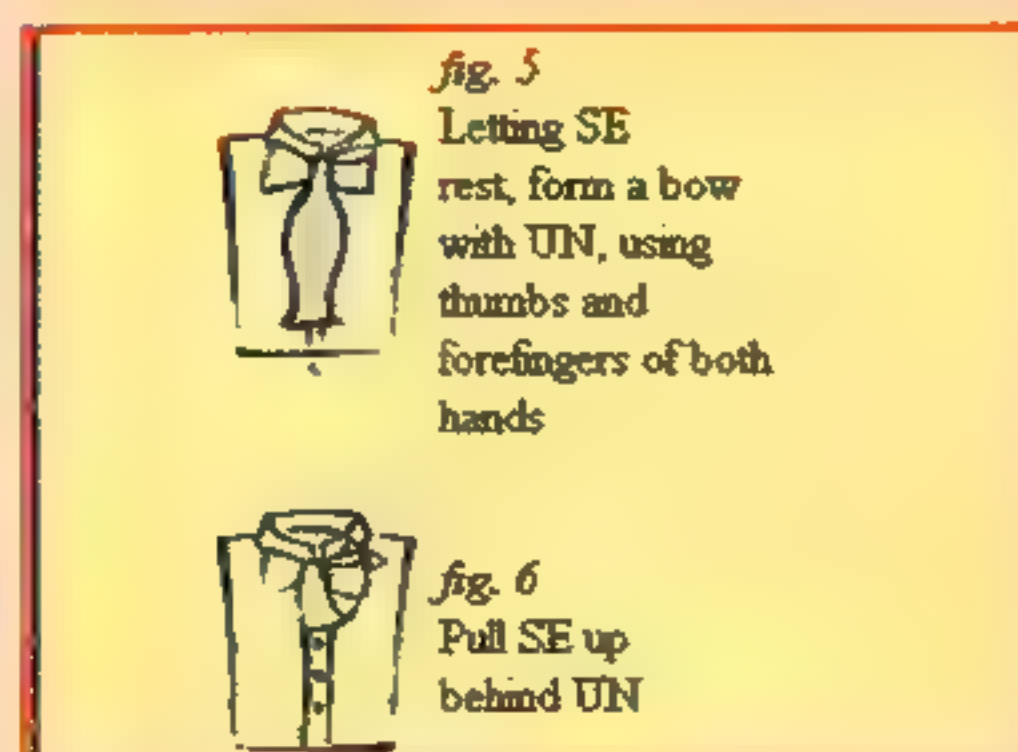 fig. 5
Letting SE
rest, form a bow
with UN, using
thumbs and
forefingers of both
hands
fig. 6
Pull SE up
behind UN